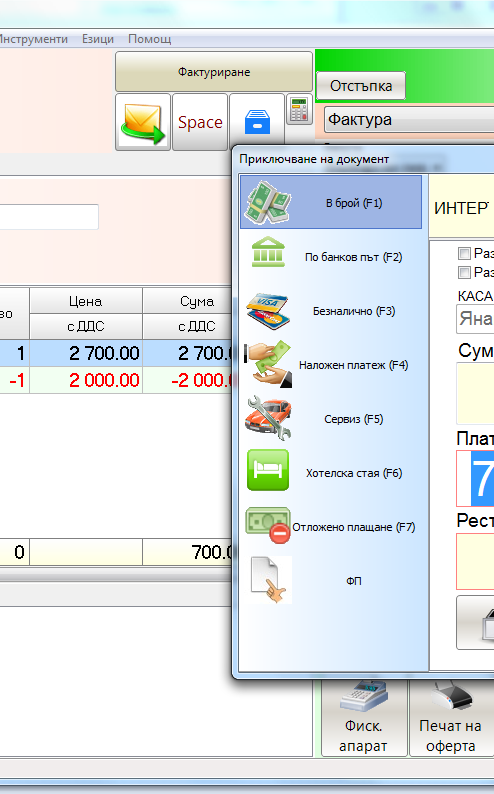 Инструменти Езици Помощ
Фактуриране
Space
Отстъпка
Фактура
Приключване на документ
В брой (F1)
По банков път (F2)
Безналично (F3)
Наложен платеж (F4)
Сервиз (F5)
Хотелска стая (F6)
Отложено плащане (F7)
ФП
ИНТЕР
Раз
Раз
КАСА
Яна
Сум
Плат
7
Рест
во Цена Сума
с ДДС с ДДС
1 2 700.00 2 700.0
-1 2 000.00 -2 000.0
0 700.0
VISA
Фиск.
апарат
Печат на
оферта